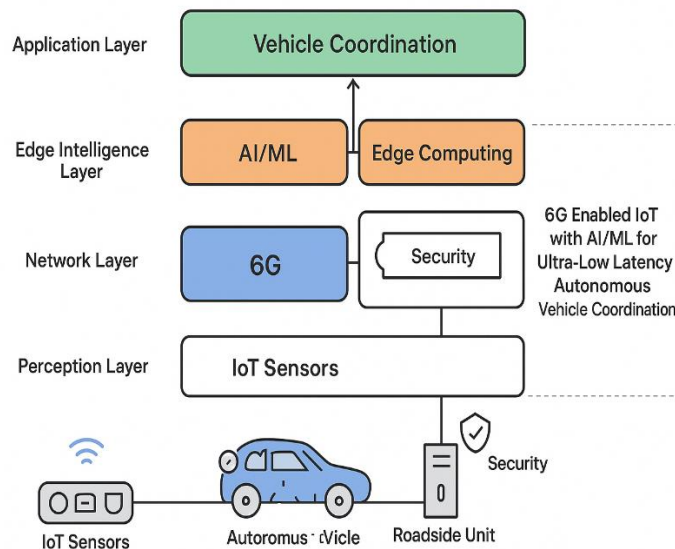 Application Layer
Vehicle Coordination
Edge Intelligence
Layer
AI/ML
Edge Computing
Network Layer
6G
Security
6G Enabled IoT
with AI/ML for
Ultra-Low Latency
Autonomous
Vehicle Coordination
Perception Layer
IoT Sensors
Security
IoT Sensors
Autoromus
Roadside Unit